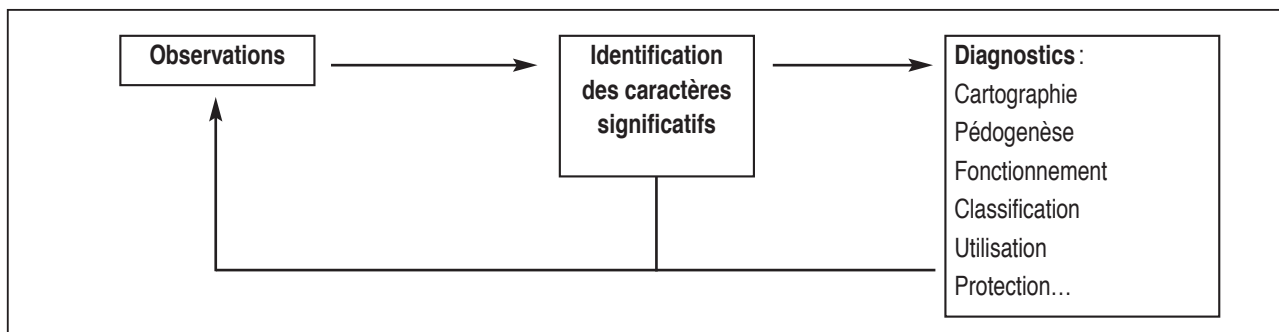 Observations
Identification
des caractères
significatifs
Diagnostics :
Cartographie
Pédogenèse
Fonctionnement
Classification
Utilisation
Protection…